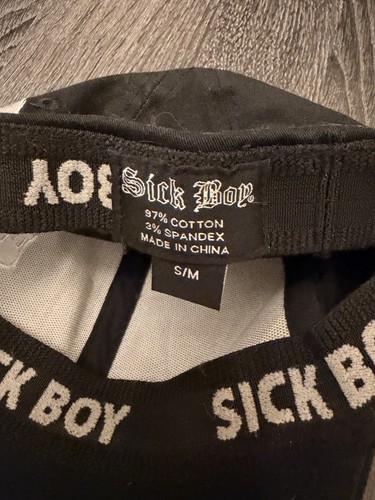 BOY
Sick Boy
97% COTTON
3% SPANDEX
MADE IN CHINA
S/M
SICK BOY
SICK BO